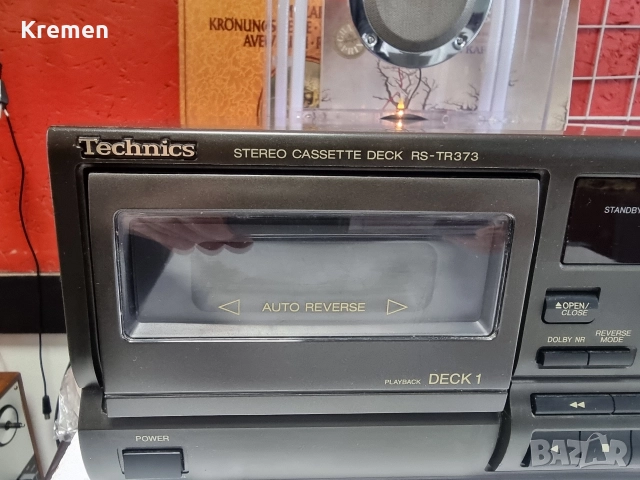 Kremen
KRÖNUNGS
Technics
STEREO CASSETTE DECK RS-TR373
STANDBY
AUTO REVERSE
OPEN/
CLOSE
DOLBY NR
REVERSE
MODE
PLAYBACK DECK 1
POWER
BAZAR